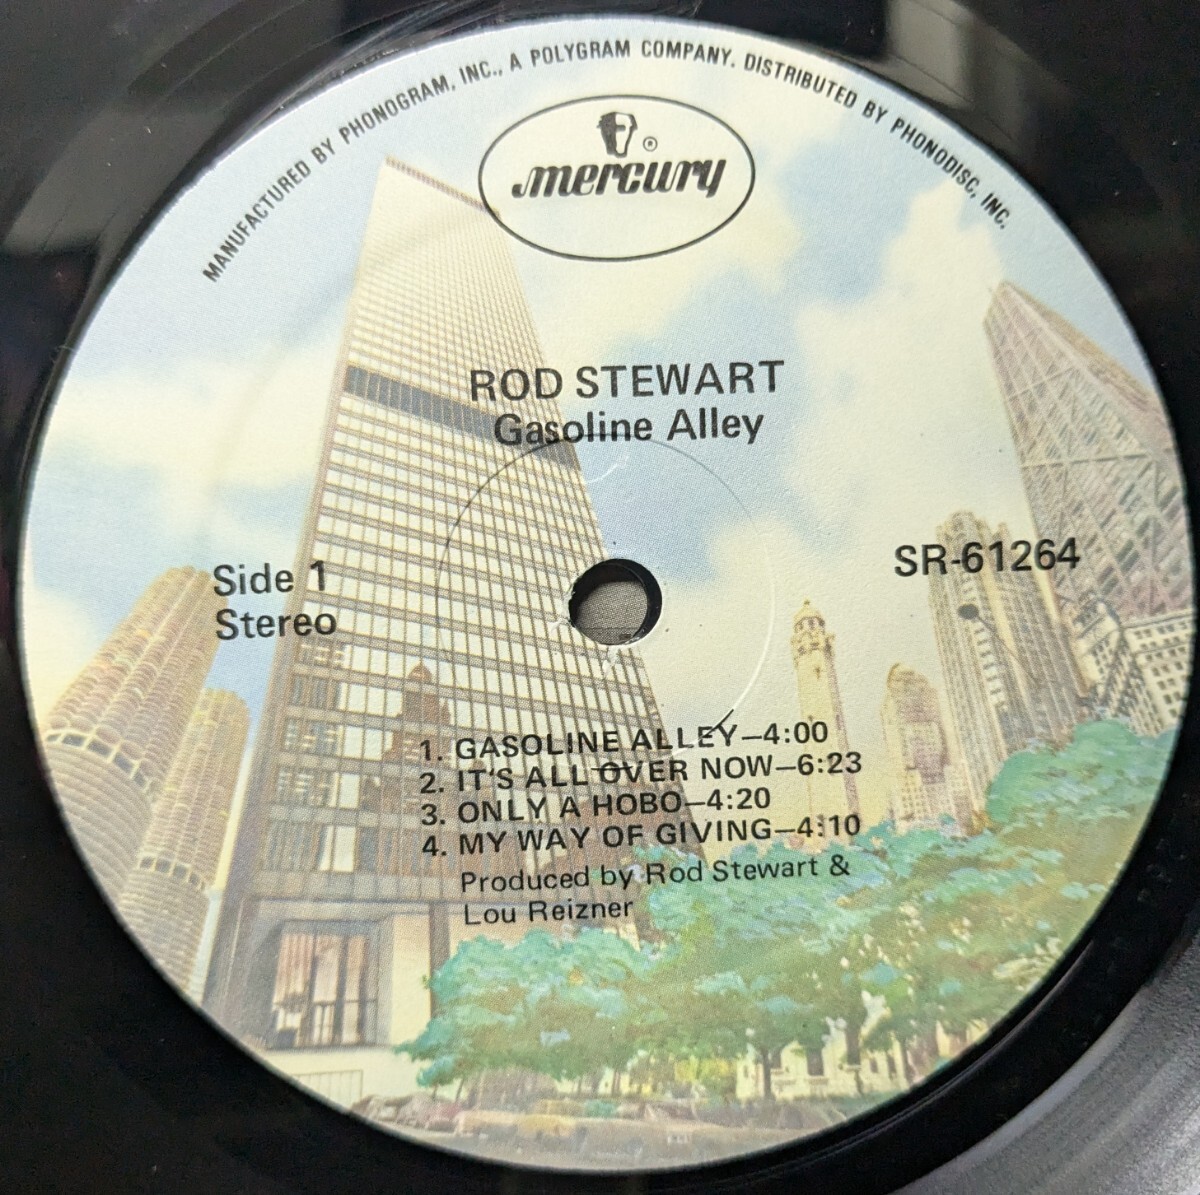 MANUFACTURED BY PHONOGRAM, INC., A POLYGRAM COMPANY. DISTRIBUTED BY PHONODISC, INC.
®
mercury
ROD STEWART
Gasoline Alley
Side 1
Stereo
SR-61264
1. GASOLINE ALLEY—4:00
2. IT'S ALL OVER NOW—6:23
3. ONLY A HOBO—4:20
4. MY WAY OF GIVING—4:10
Produced by Rod Stewart &
Lou Reizner